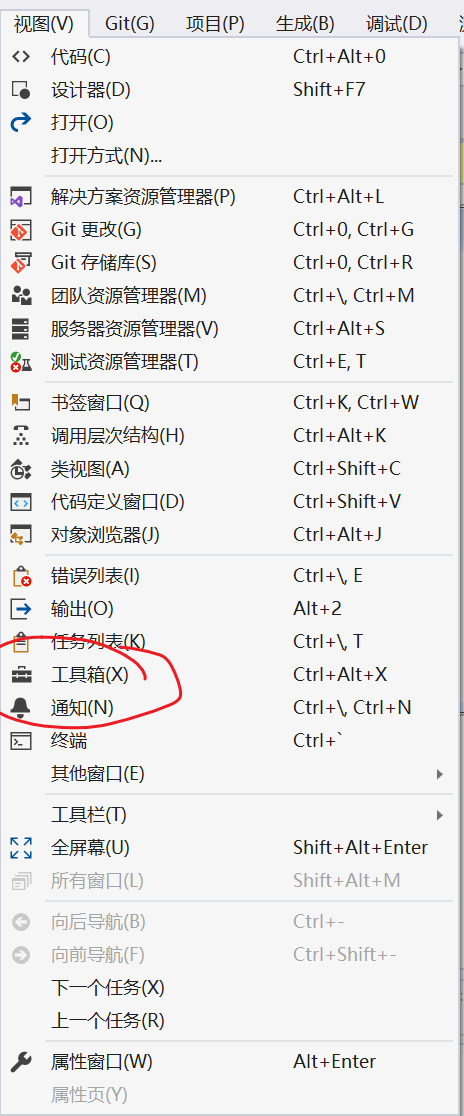 视图(V) Git(G) 项目(P) 生成(B) 调试(D)
代码(C) Ctrl+Alt+0
设计器(D) Shift+F7
打开(O)
打开方式(N)...
解决方案资源管理器(P) Ctrl+Alt+L
Git 更改(G) Ctrl+0, Ctrl+G
Git 存储库(S) Ctrl+0, Ctrl+R
团队资源管理器(M) Ctrl+\, Ctrl+M
服务器资源管理器(V) Ctrl+Alt+S
测试资源管理器(T) Ctrl+E, T
书签窗口(Q) Ctrl+K, Ctrl+W
调用层次结构(H) Ctrl+Alt+K
类视图(A) Ctrl+Shift+C
代码定义窗口(D) Ctrl+Shift+V
对象浏览器(J) Ctrl+Alt+J
错误列表(I) Ctrl+\, E
输出(O) Alt+2
任务列表(K) Ctrl+\, T
工具箱(X) Ctrl+Alt+X
通知(N) Ctrl+\, Ctrl+N
终端 Ctrl+`
其他窗口(E)
工具栏(T)
全屏幕(U) Shift+Alt+Enter
所有窗口(L) Shift+Alt+M
向后导航(B) Ctrl+-
向前导航(F) Ctrl+Shift+-
下一个任务(X)
上一个任务(R)
属性窗口(W) Alt+Enter
属性页(Y)